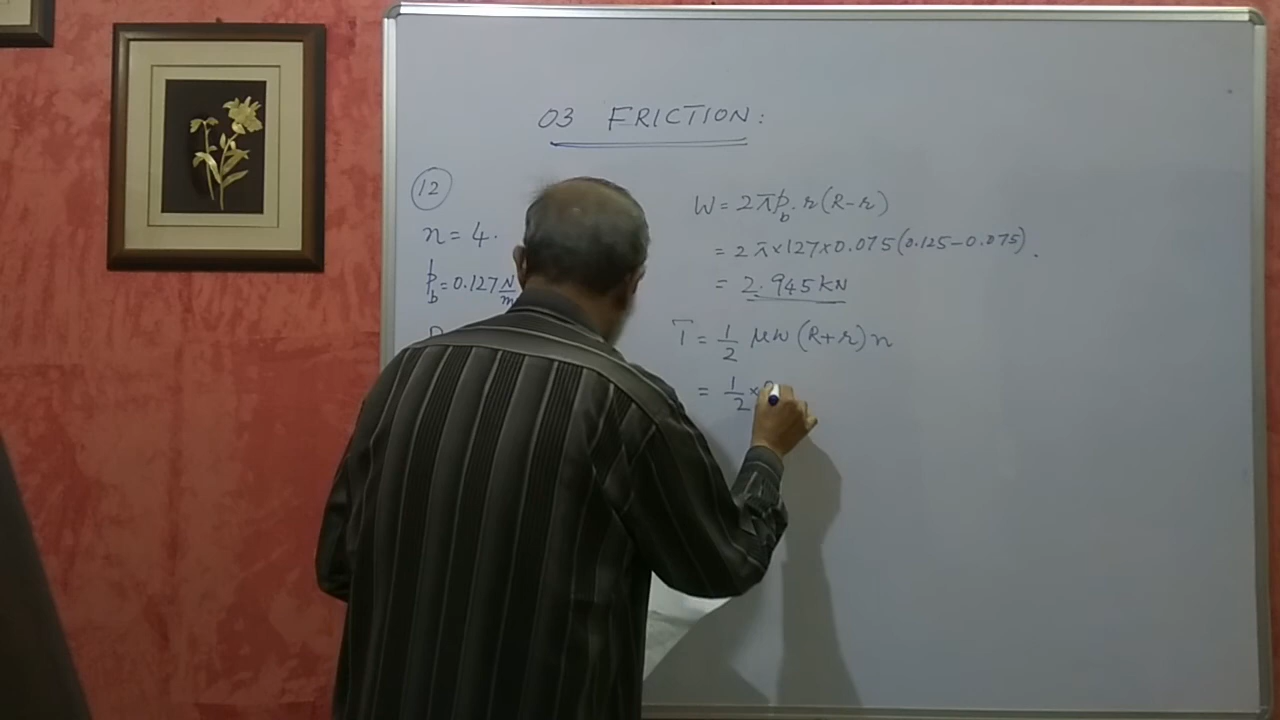 03 FRICTION:
12
n = 4.
p_b = 0.127 N/m
W = 2π p_b . r (R-r)
= 2π×127×0.075(0.125-0.075).
= 2.945 kN
T = 1/2 μW (R+r) n
= 1/2 ×